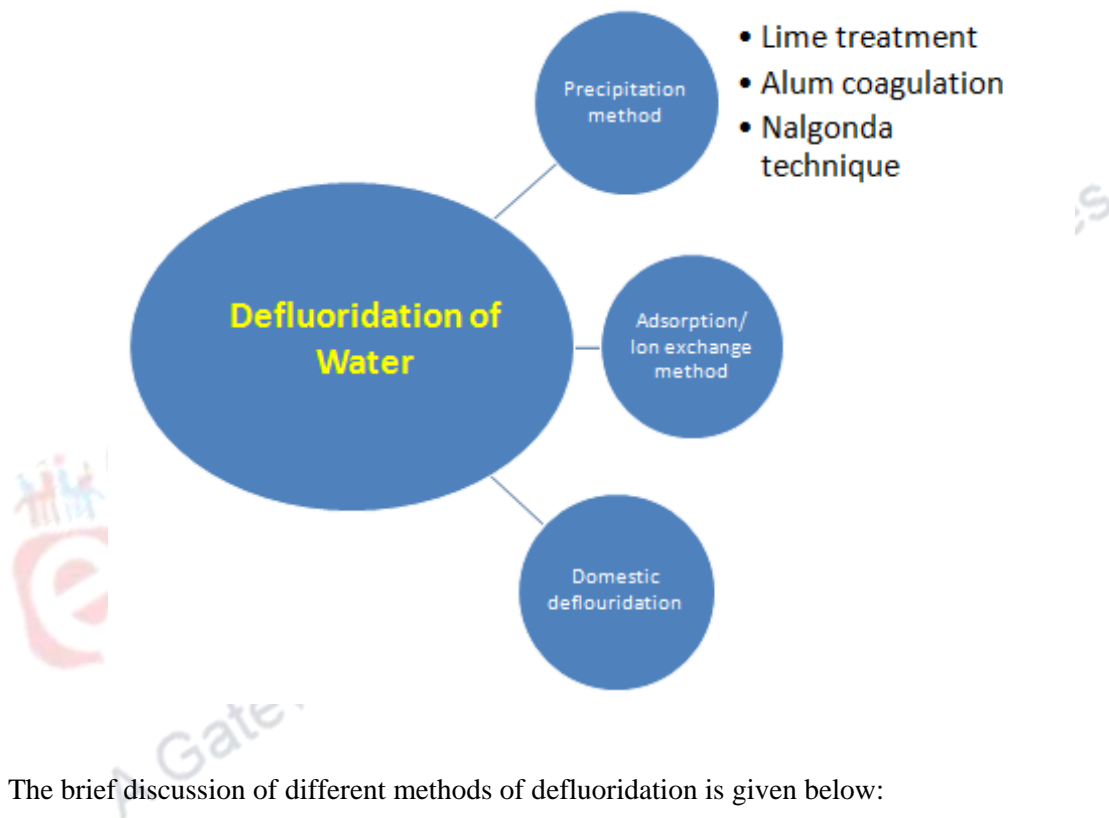 Precipitation
method
• Lime treatment
• Alum coagulation
• Nalgonda
technique
Defluoridation of
Water
Adsorption/
Ion exchange
method
Domestic
deflouridation
A Gate
The brief discussion of different methods of defluoridation is given below: